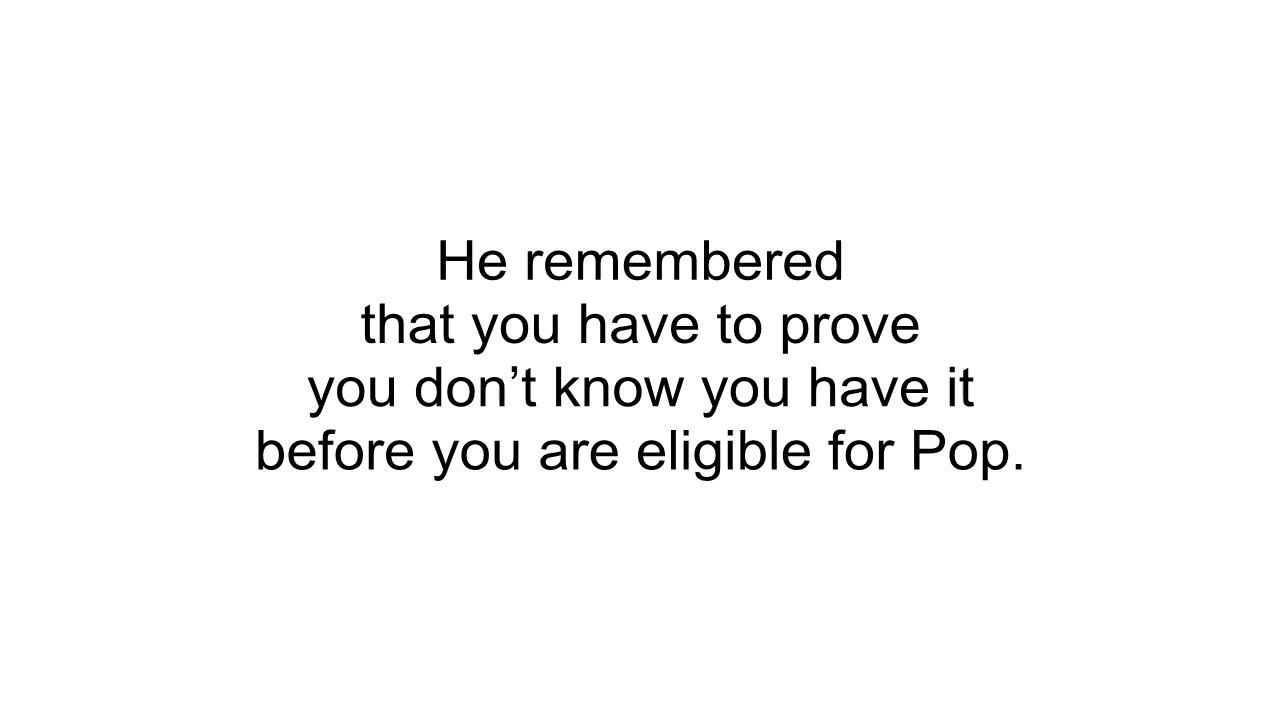 He remembered
that you have to prove
you don’t know you have it
before you are eligible for Pop.